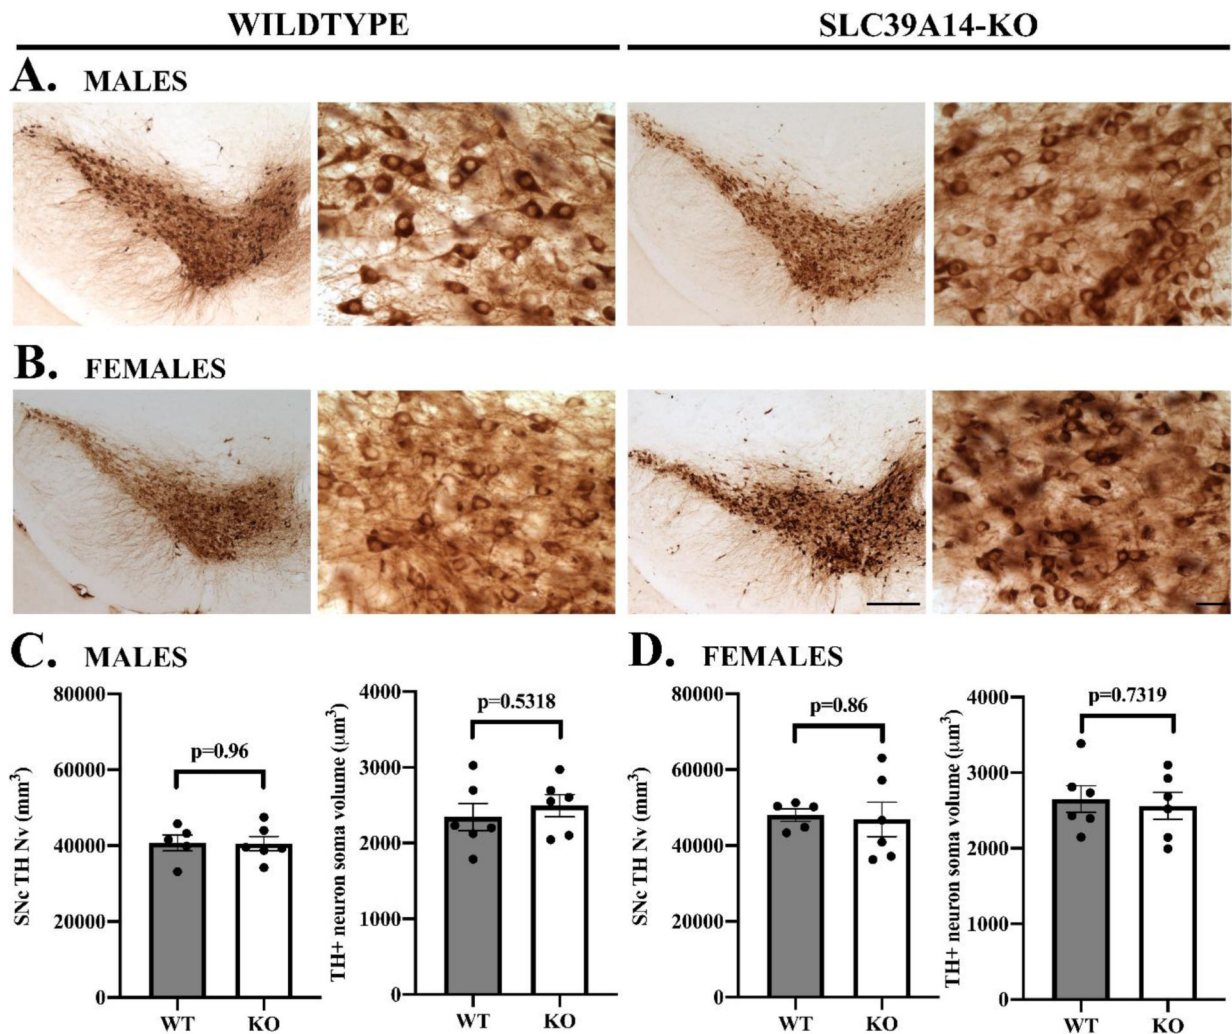 WILDTYPE SLC39A14-KO
A. MALES
B. FEMALES
C. MALES
80000
60000
40000
20000
0
SNc TH Nv (mm³)
p=0.96
WT KO
4000
3000
2000
1000
0
TH+ neuron soma volume (µm³)
p=0.5318
WT KO
D. FEMALES
80000
60000
40000
20000
0
SNc TH Nv (mm³)
p=0.86
WT KO
4000
3000
2000
1000
0
TH+ neuron soma volume (µm³)
p=0.7319
WT KO